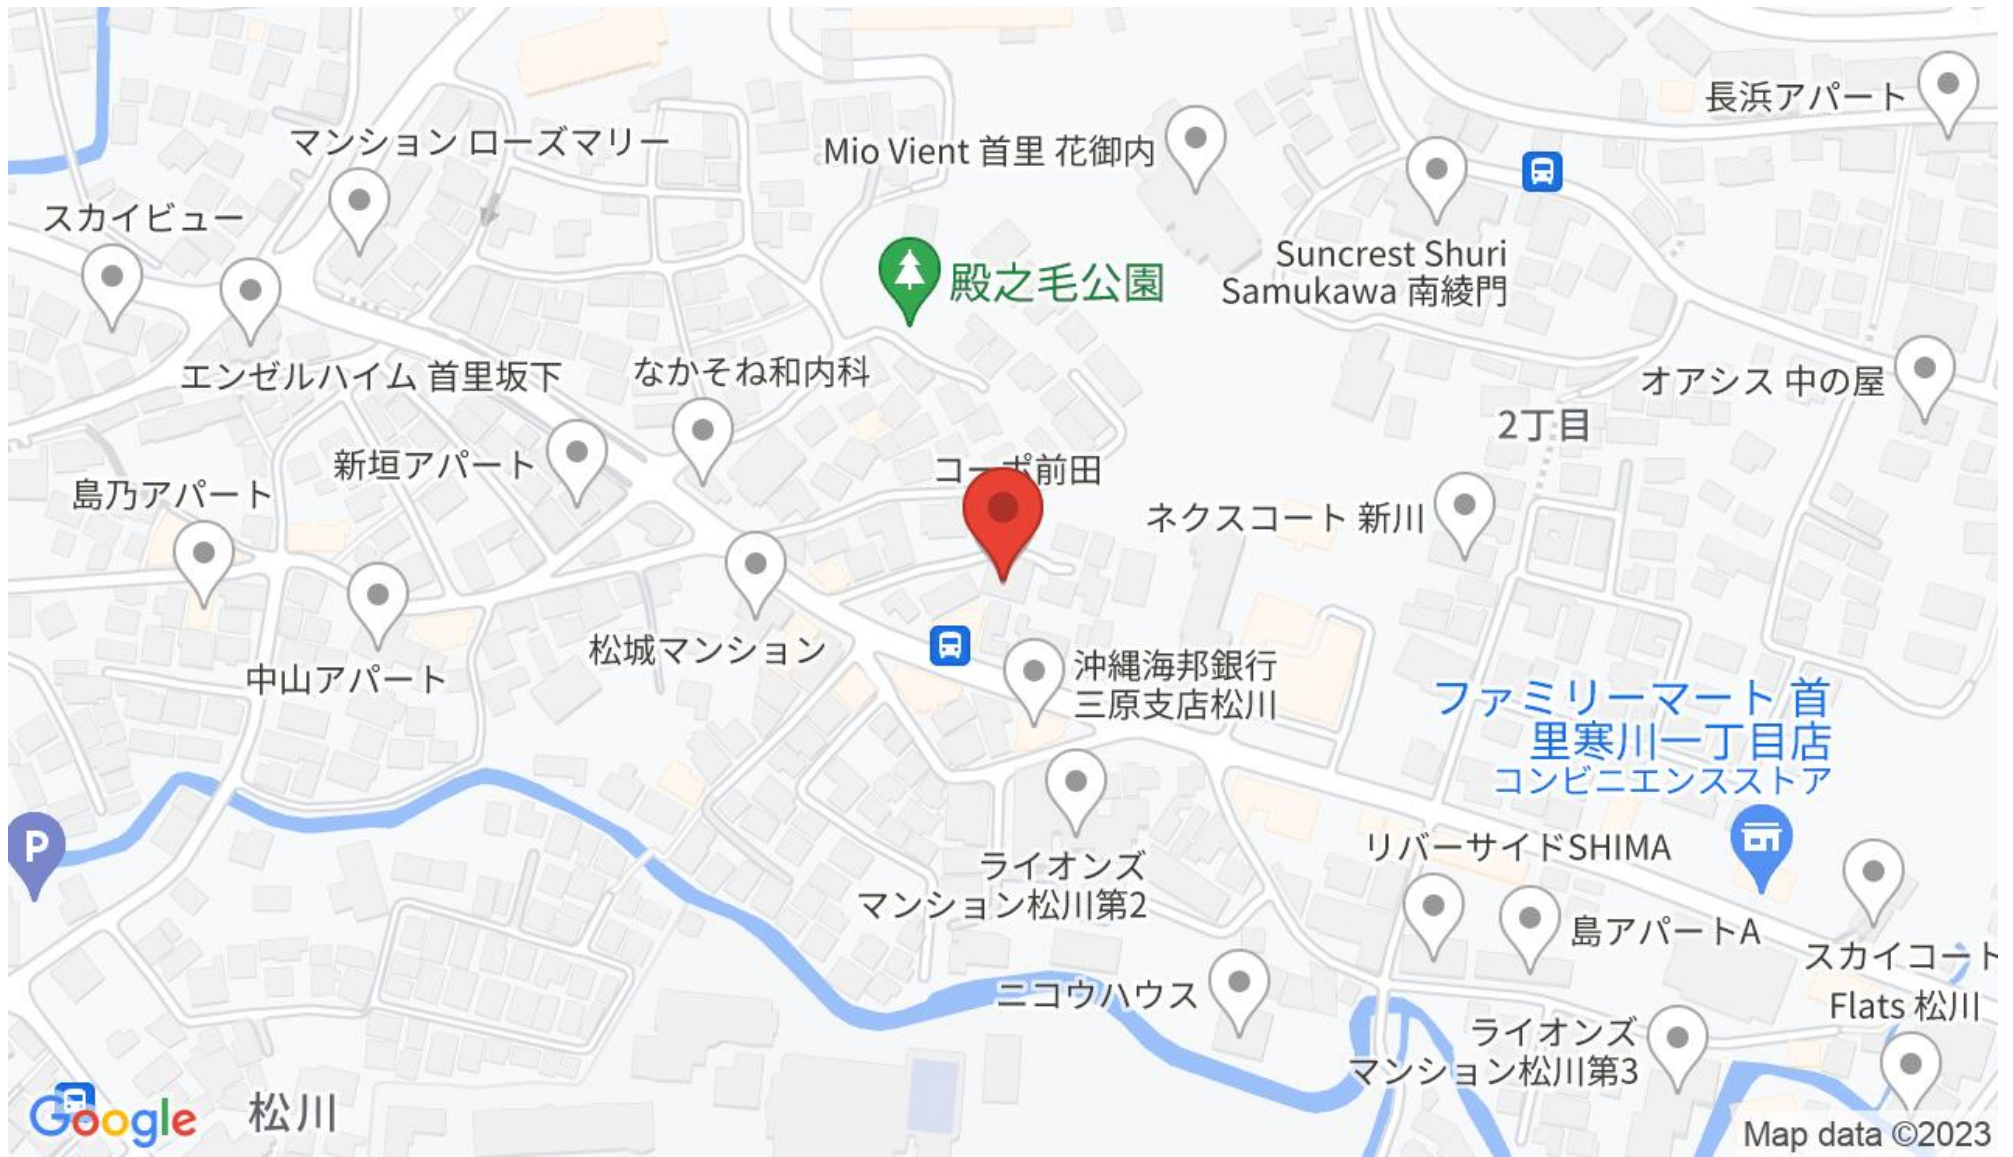 長浜アパート
マンション ローズマリー
Mio Vient 首里 花御内
スカイビュー
Suncrest Shuri
Samukawa 南綾門
殿之毛公園
エンゼルハイム 首里坂下
なかそね和内科
オアシス 中の屋
2丁目
新垣アパート
コーポ前田
島乃アパート
ネクスコート 新川
松城マンション
中山アパート
沖縄海邦銀行
三原支店松川
ファミリーマート 首
里寒川一丁目店
コンビニエンスストア
P
リバーサイドSHIMA
ライオンズ
マンション松川第2
島アパートA
スカイコート
ニコウハウス
Flats 松川
ライオンズ
マンション松川第3
Google
松川
Map data ©2023